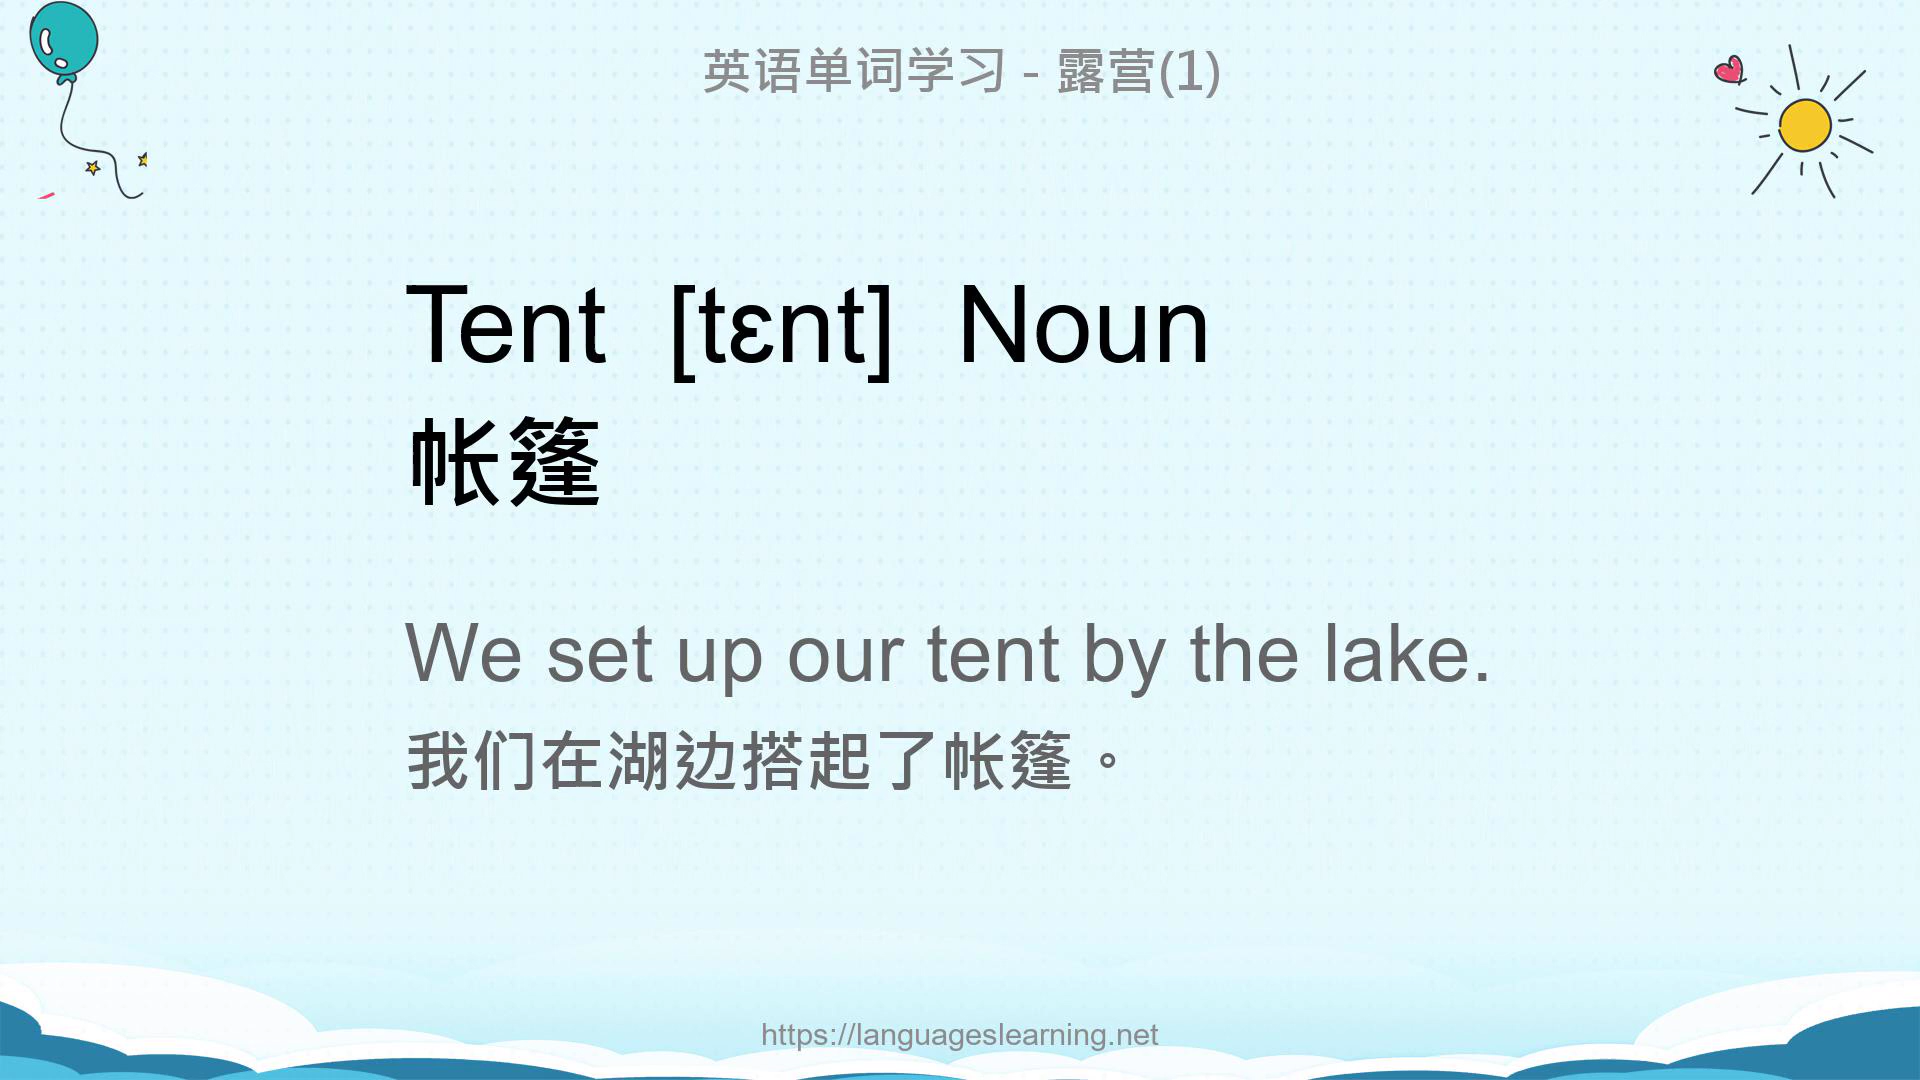 英语单词学习 - 露营(1)
Tent [tɛnt] Noun
帐篷
We set up our tent by the lake.
我们在湖边搭起了帐篷。
https://languageslearning.net